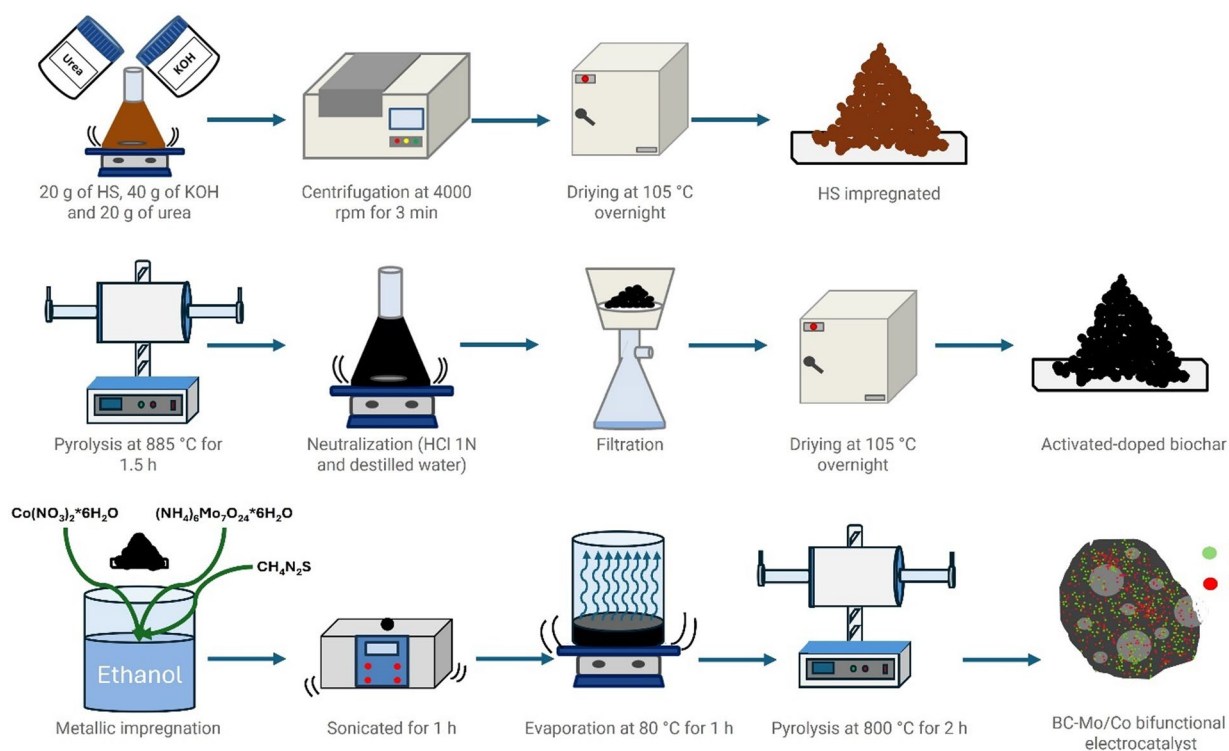 Urea
KOH
20 g of HS, 40 g of KOH
and 20 g of urea
Centrifugation at 4000
rpm for 3 min
Driying at 105 °C
overnight
HS impregnated
Pyrolysis at 885 °C for
1.5 h
Neutralization (HCl 1N
and destilled water)
Filtration
Driying at 105 °C
overnight
Activated-doped biochar
Co(NO₃)₂*6H₂O
(NH₄)₆Mo₇O₂₄*6H₂O
CH₄N₂S
Ethanol
Metallic impregnation
Sonicated for 1 h
Evaporation at 80 °C for 1 h
Pyrolysis at 800 °C for 2 h
BC-Mo/Co bifunctional
electrocatalyst